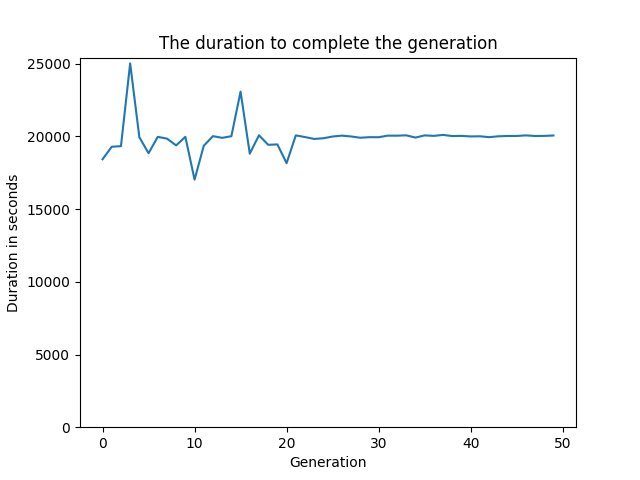 The duration to complete the generation
25000
20000
15000
10000
5000
0
Duration in seconds
0 10 20 30 40 50
Generation